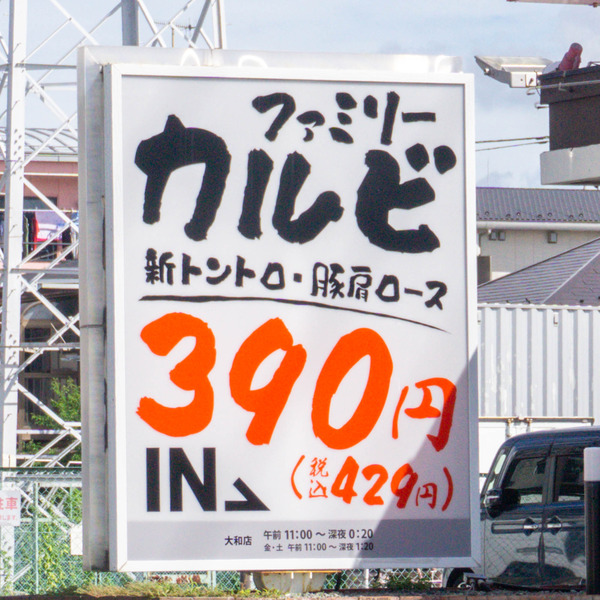 ファミリー
カルビ
新トントロ・豚肩ロース
390円
IN
(税込429円)
大和店 午前11:00～深夜0:20
金・土 午前11:00～深夜1:20